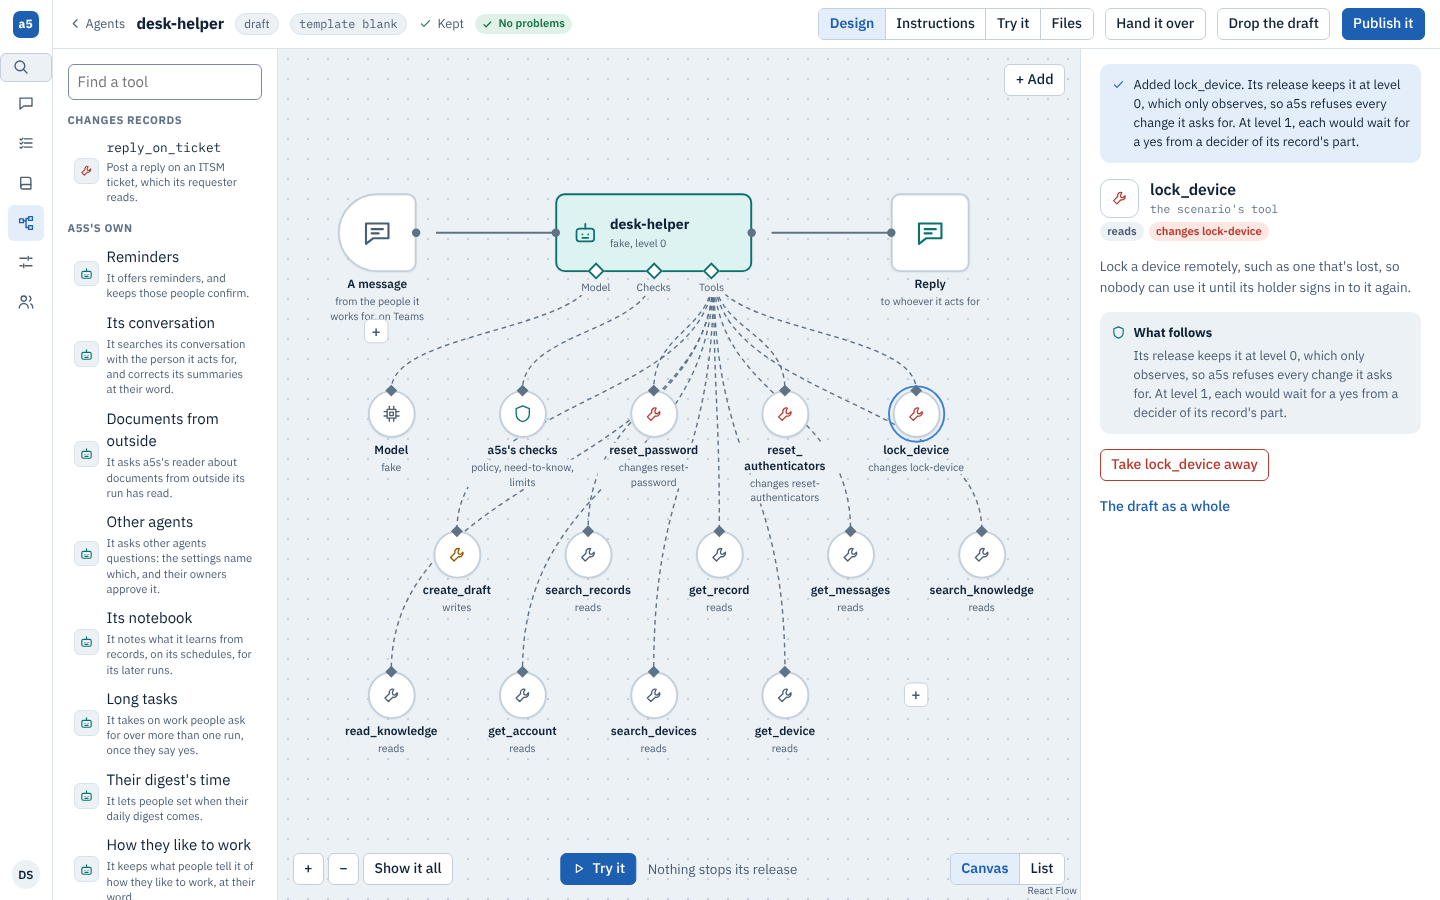 a5
Agents
desk-helper
draft
template blank
Kept
No problems
Design
Instructions
Try it
Files
Hand it over
Drop the draft
Publish it
Find a tool
CHANGES RECORDS
reply_on_ticket
Post a reply on an ITSM
ticket, which its requester
reads.
A5S'S OWN
Reminders
It offers reminders, and
keeps those people confirm.
Its conversation
It searches its conversation
with the person it acts for,
and corrects its summaries
at their word.
Documents from
outside
It asks a5s's reader about
documents from outside its
run has read.
Other agents
It asks other agents
questions: the settings name
which, and their owners
approve it.
Its notebook
It notes what it learns from
records, on its schedules, for
its later runs.
Long tasks
It takes on work people ask
for over more than one run,
once they say yes.
Their digest's time
It lets people set when their
daily digest comes.
How they like to work
It keeps what people tell it of
how they like to work, at their
word.
DS
+ Add
A message
from the people it
works for, on Teams
+
desk-helper
fake, level 0
Model
Checks
Tools
Reply
to whoever it acts for
Model
fake
a5s's checks
policy, need-to-know,
limits
reset_password
changes reset-
password
reset_
authenticators
changes reset-
authenticators
lock_device
changes lock-device
create_draft
writes
search_records
reads
get_record
reads
get_messages
reads
search_knowledge
reads
read_knowledge
reads
get_account
reads
search_devices
reads
get_device
reads
+
+
−
Show it all
Try it
Nothing stops its release
Canvas
List
React Flow
Added lock_device. Its release keeps it at level
0, which only observes, so a5s refuses every
change it asks for. At level 1, each would wait for
a yes from a decider of its record's part.
lock_device
the scenario's tool
reads
changes lock-device
Lock a device remotely, such as one that's lost, so
nobody can use it until its holder signs in to it again.
What follows
Its release keeps it at level 0, which only
observes, so a5s refuses every change it asks
for. At level 1, each would wait for a yes from a
decider of its record's part.
Take lock_device away
The draft as a whole